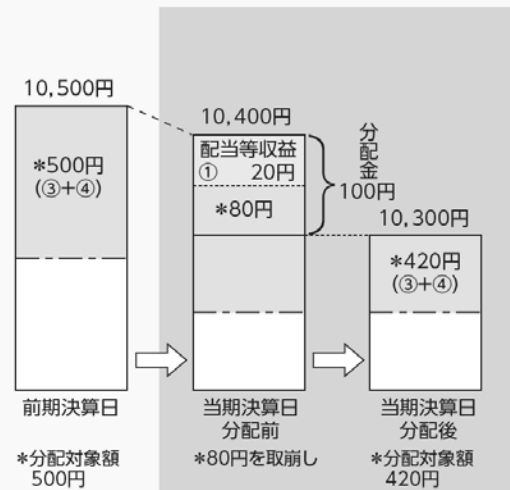 10,500円
*500円
(③+④)
前期決算日
*分配対象額
500円
10,400円
配当等収益
① 20円
*80円
分配金
100円
当期決算日
分配前
*80円を取崩し
10,300円
*420円
(③+④)
当期決算日
分配後
*分配対象額
420円